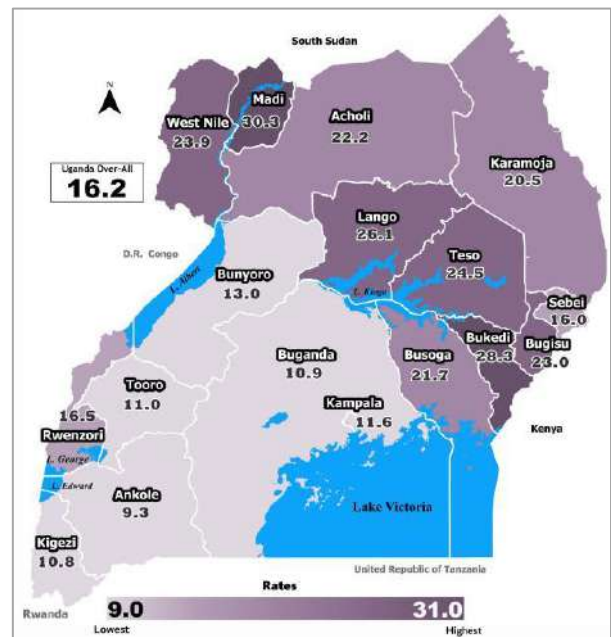 South Sudan
N
Madi
30.3
West Nile
23.9
Acholi
22.2
Karamoja
20.5
Uganda Over-All
16.2
Lango
26.1
Teso
24.5
D.R. Congo
L. Albert
Bunyoro
13.0
L. Kyoga
Sebei
16.0
Bukedi
28.3
Bugisu
23.0
Buganda
10.9
Busoga
21.7
Tooro
11.0
Kampala
11.6
16.5
Rwenzori
Kenya
L. George
L. Edward
Ankole
9.3
Lake Victoria
Kigezi
10.8
United Republic of Tanzania
Rwanda
Rates
9.0
31.0
Lowest
Highest